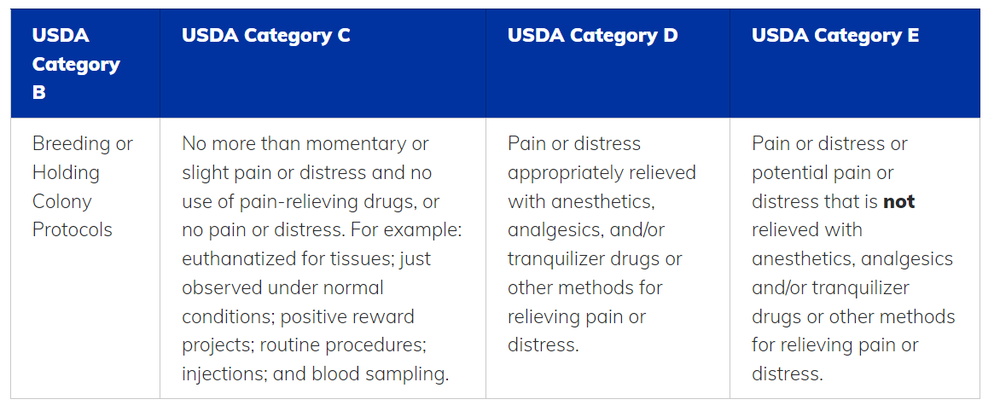 USDA
Category
B
USDA Category C
USDA Category D
USDA Category E
Breeding or
Holding
Colony
Protocols
No more than momentary or
slight pain or distress and no
use of pain-relieving drugs, or
no pain or distress. For example:
euthanatized for tissues; just
observed under normal
conditions; positive reward
projects; routine procedures;
injections; and blood sampling.
Pain or distress
appropriately relieved
with anesthetics,
analgesics, and/or
tranquilizer drugs or
other methods for
relieving pain or
distress.
Pain or distress or
potential pain or
distress that is not
relieved with
anesthetics, analgesics
and/or tranquilizer
drugs or other methods
for relieving pain or
distress.